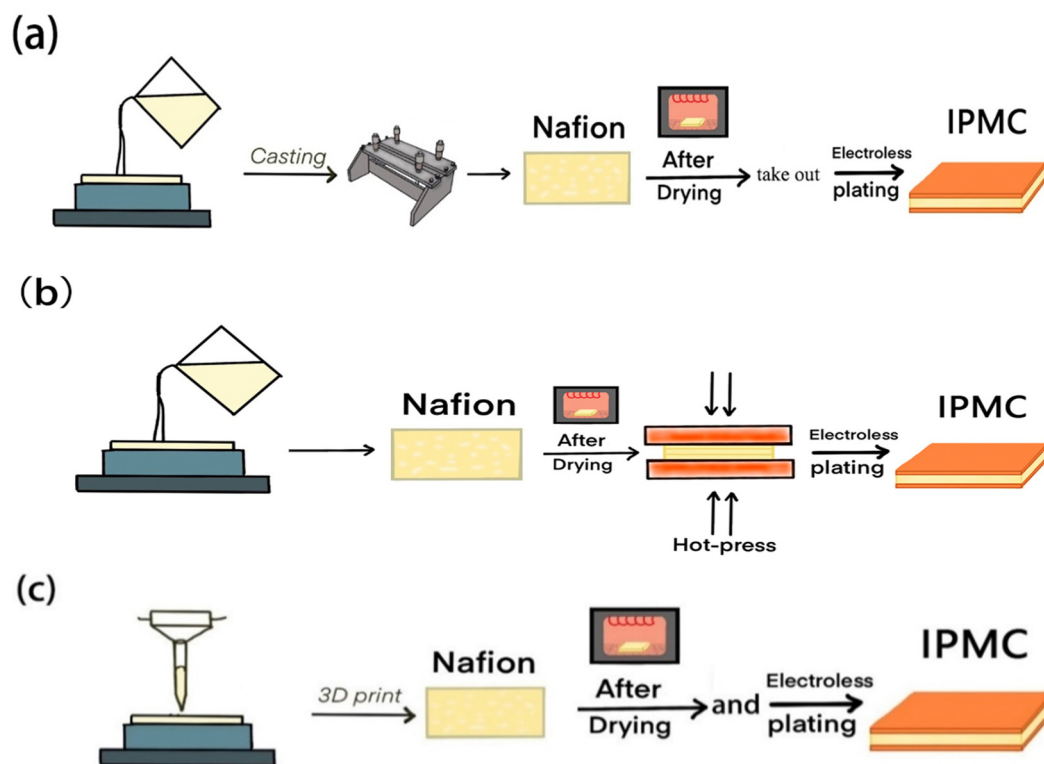 (a)
Casting
Nafion
After
Drying
take out
Electroless
plating
IPMC
(b)
Nafion
After
Drying
Hot-press
Electroless
plating
IPMC
(c)
3D print
Nafion
After
Drying
and
Electroless
plating
IPMC